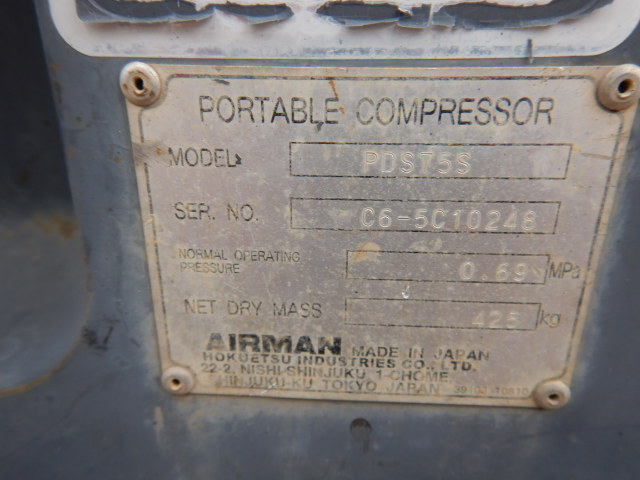 PORTABLE COMPRESSOR
MODEL PDS75S
SER. NO. C6-5C10248
NORMAL OPERATING PRESSURE 0.69 MPa
NET DRY MASS 425 kg
AIRMAN MADE IN JAPAN
HOKUETSU INDUSTRIES CO., LTD.
22-2, NISHI-SHINJUKU, 1-CHOME
SHINJUKU-KU, TOKYO, JAPAN